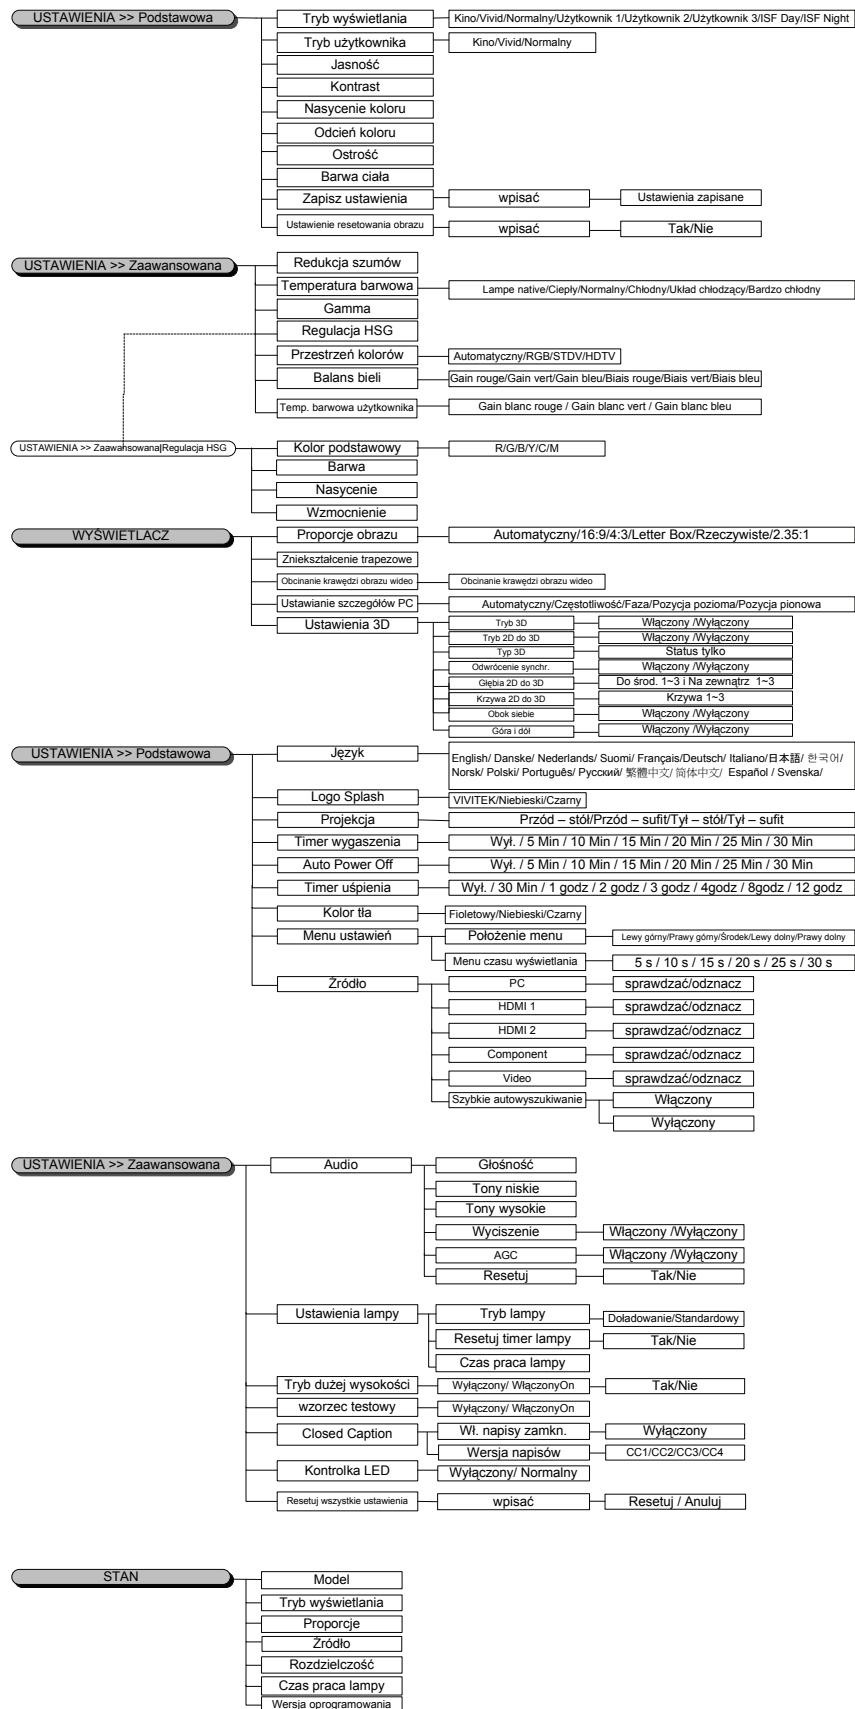 USTAWIENIA >> Podstawowa
Tryb wyświetlania
Kino/Vivid/Normalny/Użytkownik 1/Użytkownik 2/Użytkownik 3/ISF Day/ISF Night
Tryb użytkownika
Kino/Vivid/Normalny
Jasność
Kontrast
Nasycenie koloru
Odcień koloru
Ostrość
Barwa ciała
Zapisz ustawienia
wpisać
Ustawienia zapisane
Ustawienie resetowania obrazu
wpisać
Tak/Nie
USTAWIENIA >> Zaawansowana
Redukcja szumów
Temperatura barwowa
Lampe native/Ciepły/Normalny/Chłodny/Układ chłodzący/Bardzo chłodny
Gamma
Regulacja HSG
Przestrzeń kolorów
Automatyczny/RGB/STDV/HDTV
Balans bieli
Gain rouge/Gain vert/Gain bleu/Biais rouge/Biais vert/Biais bleu
Temp. barwowa użytkownika
Gain blanc rouge / Gain blanc vert / Gain blanc bleu
USTAWIENIA >> Zaawansowana|Regulacja HSG
Kolor podstawowy
R/G/B/Y/C/M
Barwa
Nasycenie
Wzmocnienie
WYŚWIETLACZ
Proporcje obrazu
Automatyczny/16:9/4:3/Letter Box/Rzeczywiste/2.35:1
Zniekształcenie trapezowe
Obcinanie krawędzi obrazu wideo
Obcinanie krawędzi obrazu wideo
Ustawianie szczegółów PC
Automatyczny/Częstotliwość/Faza/Pozycja pozioma/Pozycja pionowa
Ustawienia 3D
Tryb 3D
Włączony /Wyłączony
Tryb 2D do 3D
Włączony /Wyłączony
Typ 3D
Status tylko
Odwrócenie synchr.
Włączony /Wyłączony
Głębia 2D do 3D
Do środ. 1~3 i Na zewnątrz 1~3
Krzywa 2D do 3D
Krzywa 1~3
Obok siebie
Włączony /Wyłączony
Góra i dół
Włączony /Wyłączony
USTAWIENIA >> Podstawowa
Język
English/ Danske/ Nederlands/ Suomi/ Français/Deutsch/ Italiano/日本語/ 한국어/
Norsk/ Polski/ Português/ Русский/ 繁體中文/ 简体中文/ Español / Svenska/
Logo Splash
VIVITEK/Niebieski/Czarny
Projekcja
Przód – stół/Przód – sufit/Tył – stół/Tył – sufit
Timer wygaszenia
Wył. / 5 Min / 10 Min / 15 Min / 20 Min / 25 Min / 30 Min
Auto Power Off
Wył. / 5 Min / 10 Min / 15 Min / 20 Min / 25 Min / 30 Min
Timer uśpienia
Wył. / 30 Min / 1 godz / 2 godz / 3 godz / 4godz / 8godz / 12 godz
Kolor tła
Fioletowy/Niebieski/Czarny
Menu ustawień
Położenie menu
Lewy górny/Prawy górny/Środek/Lewy dolny/Prawy dolny
Menu czasu wyświetlania
5 s / 10 s / 15 s / 20 s / 25 s / 30 s
Źródło
PC
sprawdzać/odznacz
HDMI 1
sprawdzać/odznacz
HDMI 2
sprawdzać/odznacz
Component
sprawdzać/odznacz
Video
sprawdzać/odznacz
Szybkie autowyszukiwanie
Włączony
Wyłączony
USTAWIENIA >> Zaawansowana
Audio
Głośność
Tony niskie
Tony wysokie
Wyciszenie
Włączony /Wyłączony
AGC
Włączony /Wyłączony
Resetuj
Tak/Nie
Ustawienia lampy
Tryb lampy
Doładowanie/Standardowy
Resetuj timer lampy
Tak/Nie
Czas praca lampy
Tryb dużej wysokości
Wyłączony/ WłączonyOn
Tak/Nie
wzorzec testowy
Wyłączony/ WłączonyOn
Closed Caption
Wł. napisy zamkn.
Wyłączony
Wersja napisów
CC1/CC2/CC3/CC4
Kontrolka LED
Wyłączony/ Normalny
Resetuj wszystkie ustawienia
wpisać
Resetuj / Anuluj
STAN
Model
Tryb wyświetlania
Proporcje
Źródło
Rozdzielczość
Czas praca lampy
Wersja oprogramowania